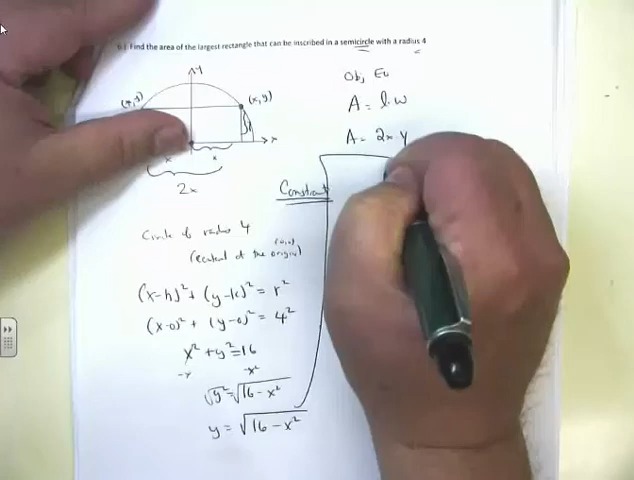 Find the area of the largest rectangle that can be inscribed in a semicircle with a radius 4
y
(x,y)
x
x x
2x
Obj Eq
A = l·w
A = 2x·y
Constraint
Circle of radius 4
(0,0)
(centered at the origin)
(x-h)² + (y-k)² = r²
(x-0)² + (y-0)² = 4²
x² + y² = 16
-x²
√y² = √16 - x²
y = √16 - x²